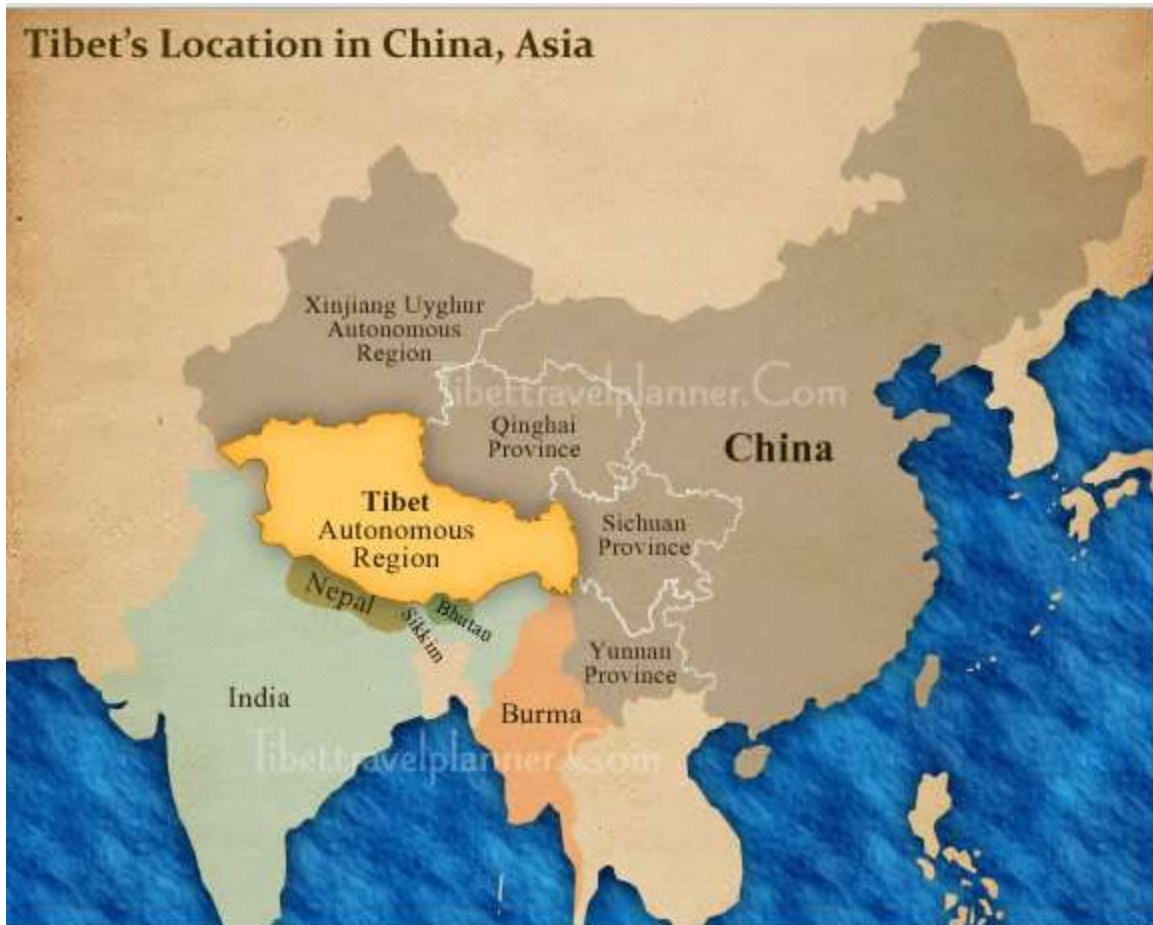 Tibet's Location in China, Asia
Xinjiang Uyghur
Autonomous
Region
Tibettravelplanner.Com
Qinghai
Province
China
Tibet
Autonomous
Region
Sichuan
Province
Nepal
Sikkim
Bhutan
Yunnan
Province
India
Burma
Tibettravelplanner.Com